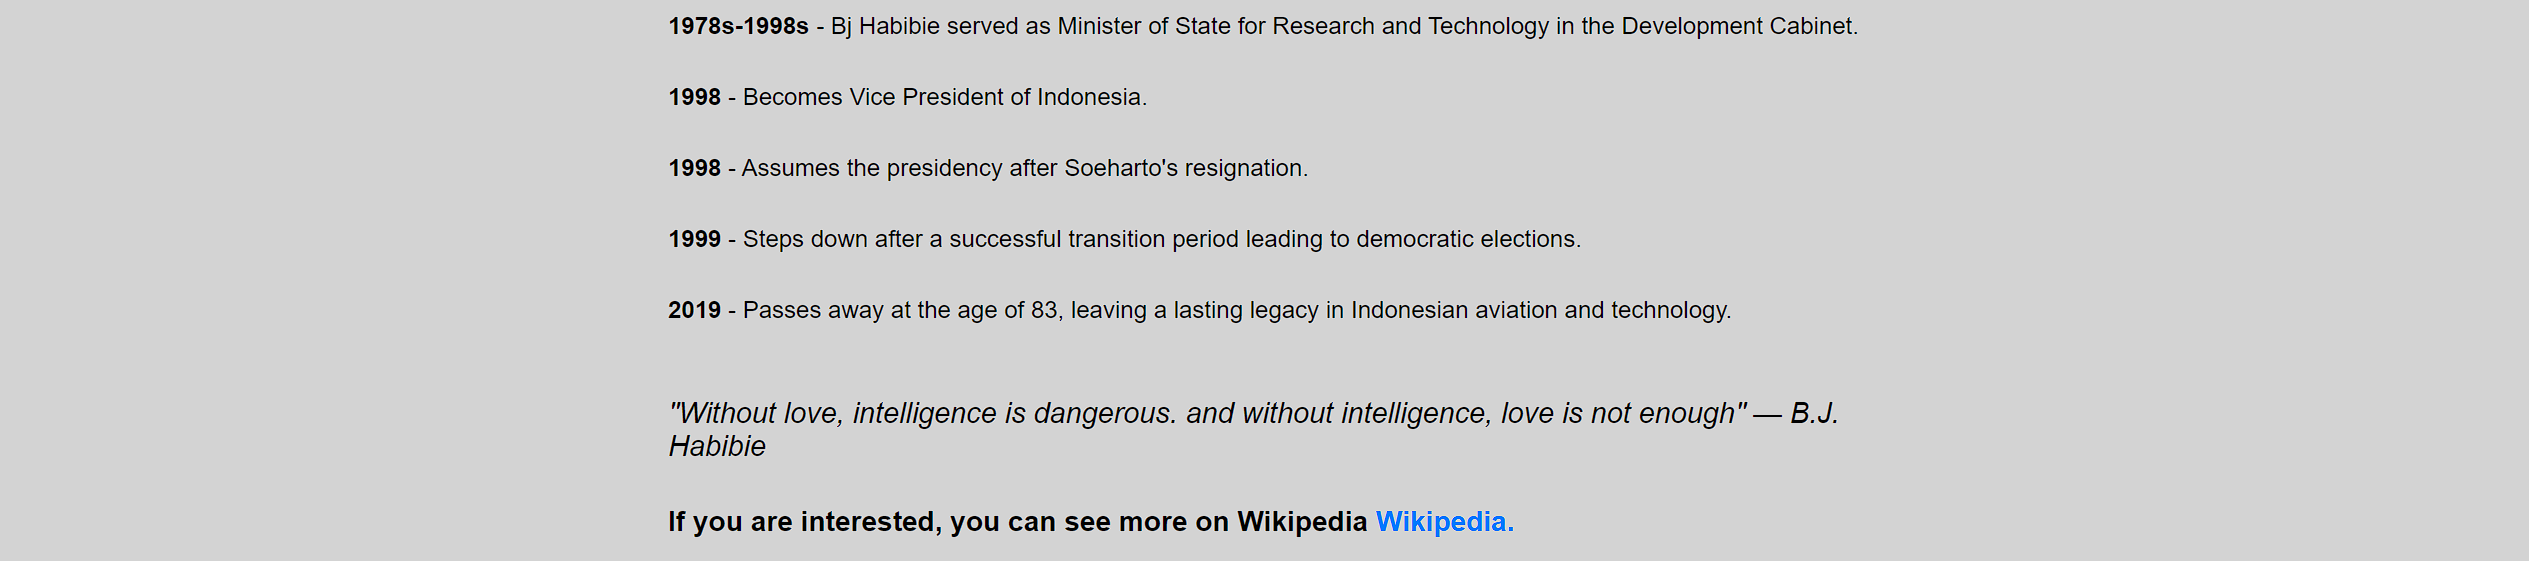 1978s-1998s - Bj Habibie served as Minister of State for Research and Technology in the Development Cabinet.
1998 - Becomes Vice President of Indonesia.
1998 - Assumes the presidency after Soeharto's resignation.
1999 - Steps down after a successful transition period leading to democratic elections.
2019 - Passes away at the age of 83, leaving a lasting legacy in Indonesian aviation and technology.
"Without love, intelligence is dangerous. and without intelligence, love is not enough" — B.J.
Habibie
If you are interested, you can see more on Wikipedia Wikipedia.